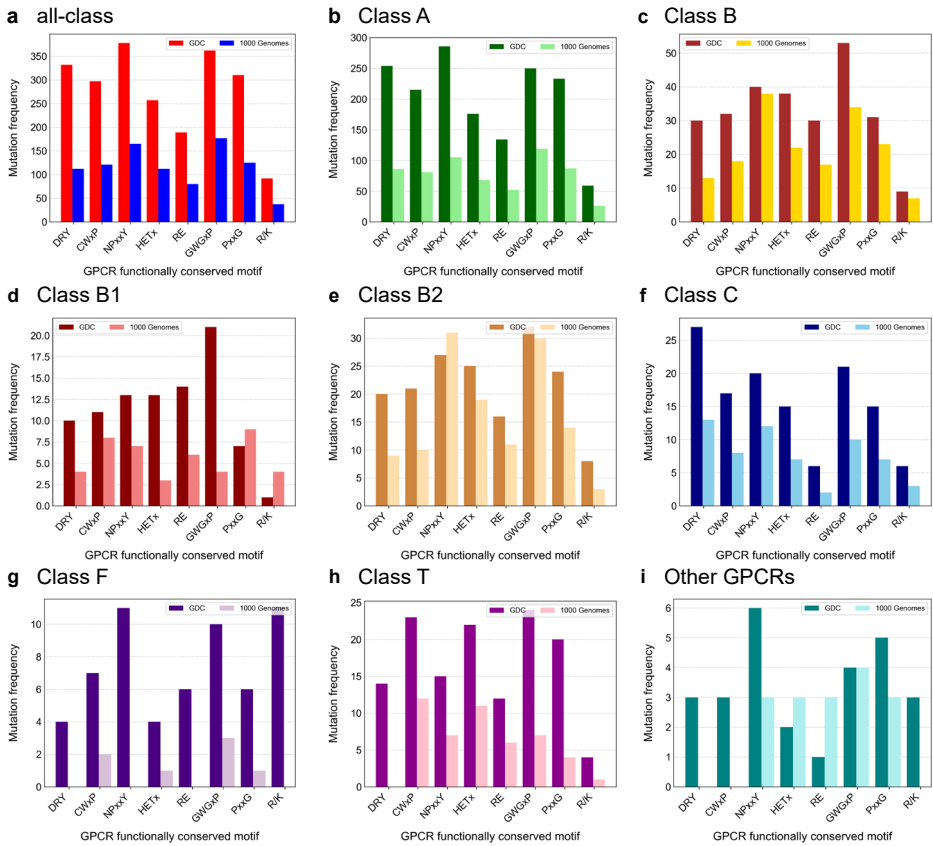 a all-class
GDC 1000 Genomes
Mutation frequency
350
300
250
200
150
100
50
0
DRY CWxP NPxxY HETx RE GWGxP PxxG R/K
GPCR functionally conserved motif
b Class A
GDC 1000 Genomes
Mutation frequency
300
250
200
150
100
50
0
DRY CWxP NPxxY HETx RE GWGxP PxxG R/K
GPCR functionally conserved motif
c Class B
GDC 1000 Genomes
Mutation frequency
50
40
30
20
10
0
DRY CWxP NPxxY HETx RE GWGxP PxxG R/K
GPCR functionally conserved motif
d Class B1
GDC 1000 Genomes
Mutation frequency
20.0
17.5
15.0
12.5
10.0
7.5
5.0
2.5
0.0
DRY CWxP NPxxY HETx RE GWGxP PxxG R/K
GPCR functionally conserved motif
e Class B2
GDC 1000 Genomes
Mutation frequency
30
25
20
15
10
5
0
DRY CWxP NPxxY HETx RE GWGxP PxxG R/K
GPCR functionally conserved motif
f Class C
GDC 1000 Genomes
Mutation frequency
25
20
15
10
5
0
DRY CWxP NPxxY HETx RE GWGxP PxxG R/K
GPCR functionally conserved motif
g Class F
GDC 1000 Genomes
Mutation frequency
10
8
6
4
2
0
DRY CWxP NPxxY HETx RE GWGxP PxxG R/K
GPCR functionally conserved motif
h Class T
GDC 1000 Genomes
Mutation frequency
25
20
15
10
5
0
DRY CWxP NPxxY HETx RE GWGxP PxxG R/K
GPCR functionally conserved motif
i Other GPCRs
GDC 1000 Genomes
Mutation frequency
6
5
4
3
2
1
0
DRY CWxP NPxxY HETx RE GWGxP PxxG R/K
GPCR functionally conserved motif